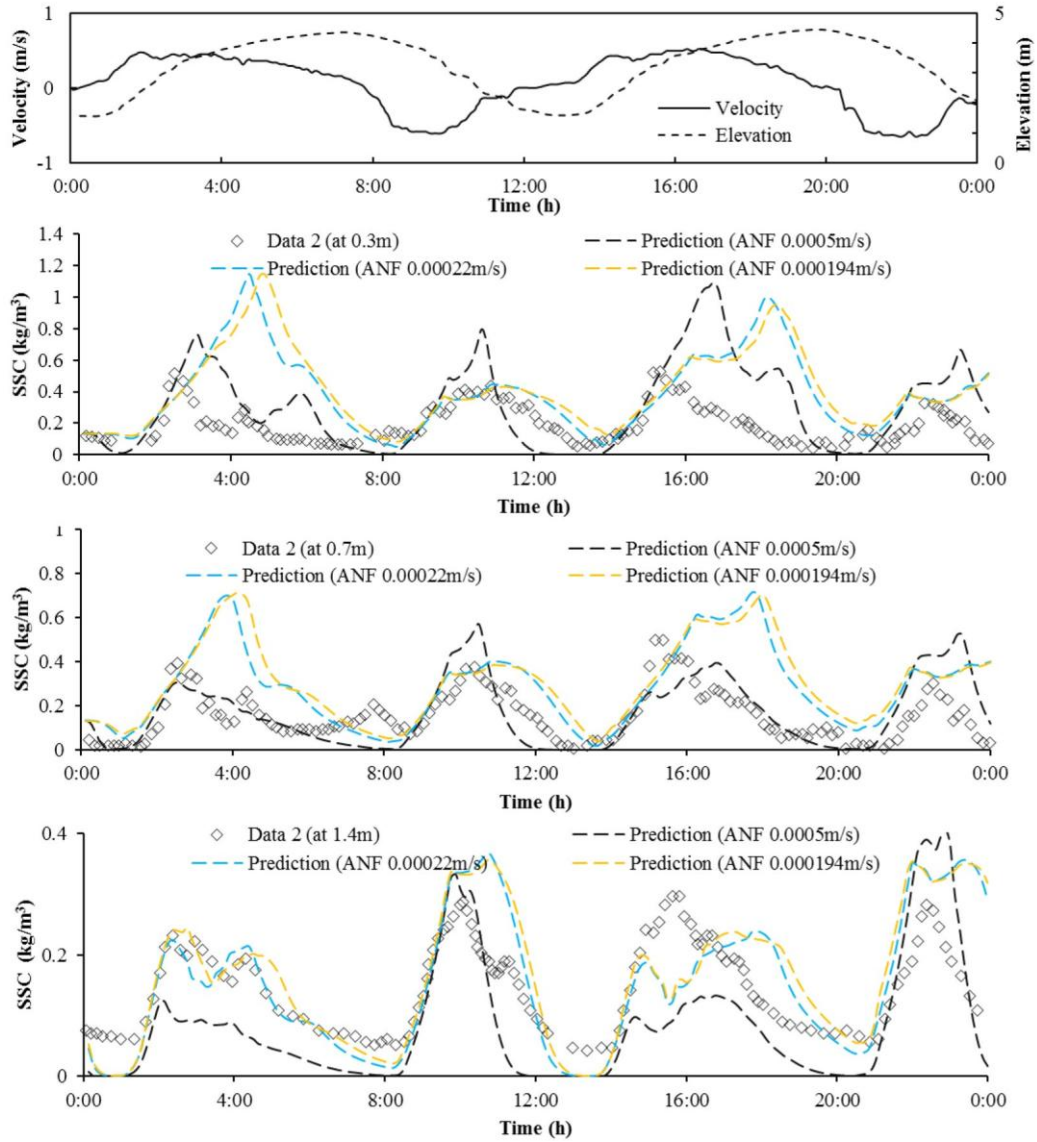 1 5
Velocity (m/s) Elevation (m)
0
Velocity
Elevation
-1 0
0:00 4:00 8:00 12:00 16:00 20:00 0:00
Time (h)
1.4
Data 2 (at 0.3m) Prediction (ANF 0.0005m/s)
1.2
Prediction (ANF 0.00022m/s) Prediction (ANF 0.000194m/s)
1
0.8
SSC (kg/m³)
0.6
0.4
0.2
0
0:00 4:00 8:00 12:00 16:00 20:00 0:00
Time (h)
1
Data 2 (at 0.7m) Prediction (ANF 0.0005m/s)
0.8
Prediction (ANF 0.00022m/s) Prediction (ANF 0.000194m/s)
0.6
SSC (kg/m³)
0.4
0.2
0
0:00 4:00 8:00 12:00 16:00 20:00 0:00
Time (h)
0.4
Data 2 (at 1.4m) Prediction (ANF 0.0005m/s)
Prediction (ANF 0.00022m/s) Prediction (ANF 0.000194m/s)
SSC (kg/m³)
0.2
0
0:00 4:00 8:00 12:00 16:00 20:00 0:00
Time (h)